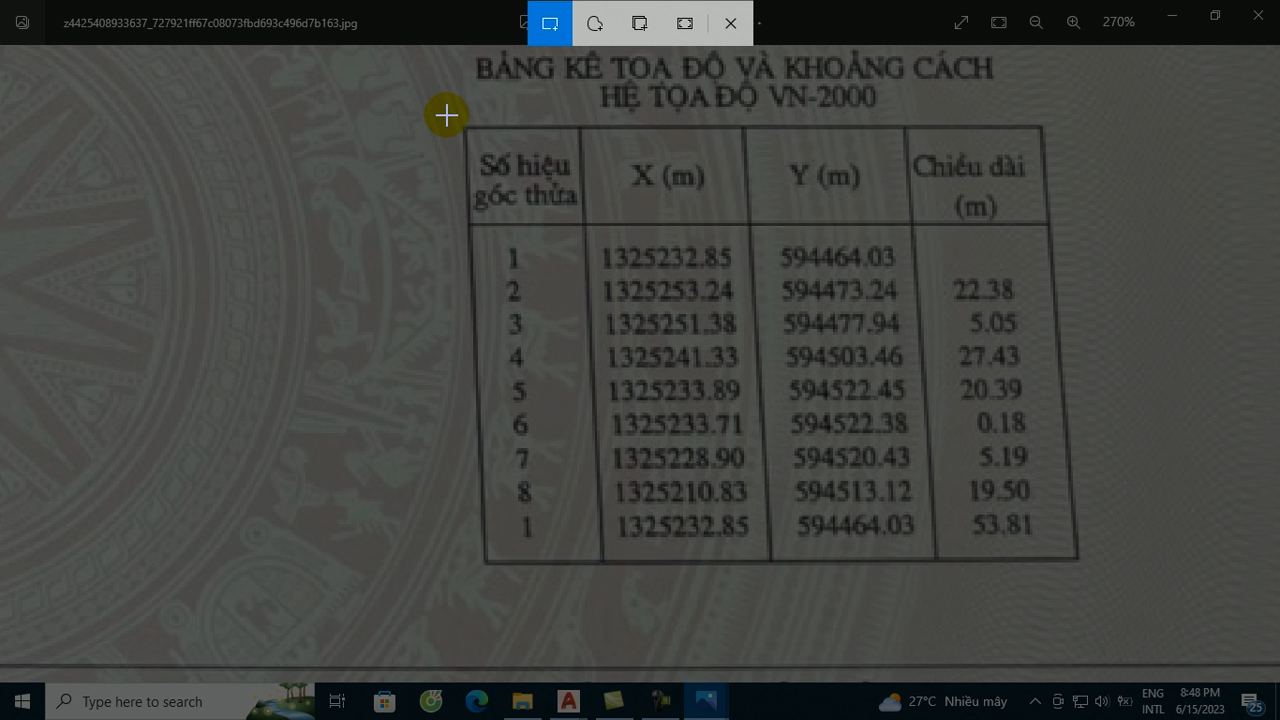 z4425408933637_727921ff67c08073fbd693c496d7b163.jpg
270%
BẢNG KÊ TOẠ ĐỘ VÀ KHOẢNG CÁCH
HỆ TỌA ĐỘ VN-2000
Số hiệu góc thửa X (m) Y (m) Chiều dài (m)
1 1325232.85 594464.03
2 1325253.24 594473.24 22.38
3 1325251.38 594477.94 5.05
4 1325241.33 594503.46 27.43
5 1325233.89 594522.45 20.39
6 1325233.71 594522.38 0.18
7 1325228.90 594520.43 5.19
8 1325210.83 594513.12 19.50
1 1325232.85 594464.03 53.81
Type here to search
27°C Nhiều mây
ENG
INTL
8:48 PM
6/15/2023
25